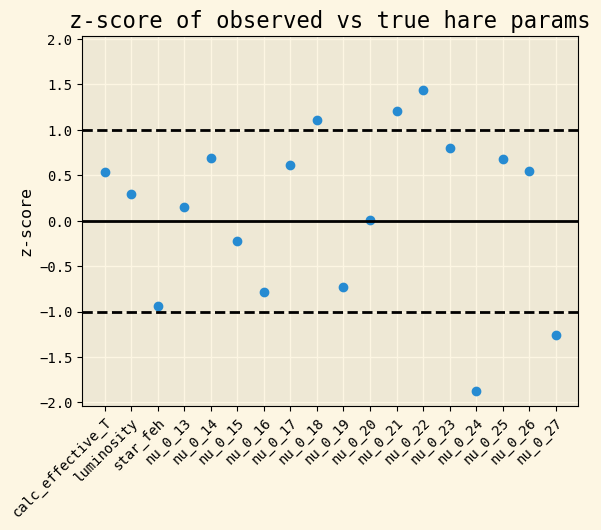 z-score of observed vs true hare params
z-score
2.0
1.5
1.0
0.5
0.0
−0.5
−1.0
−1.5
−2.0
calc_effective_T
luminosity
star_feh
nu_0_13
nu_0_14
nu_0_15
nu_0_16
nu_0_17
nu_0_18
nu_0_19
nu_0_20
nu_0_21
nu_0_22
nu_0_23
nu_0_24
nu_0_25
nu_0_26
nu_0_27